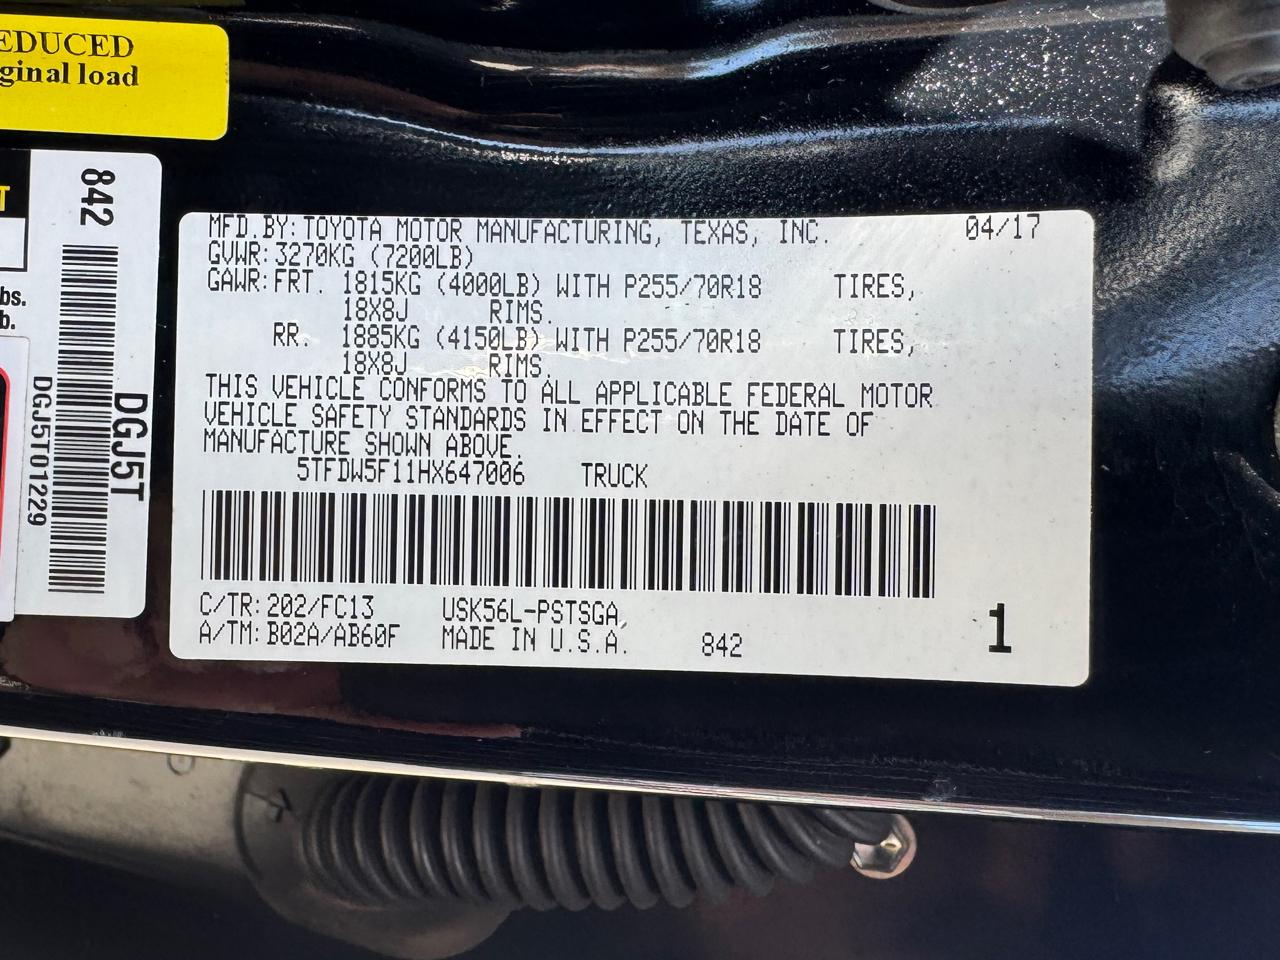 EDUCED
ginal load
T
bs.
b.
842
DGJ5T
DGJ5T01229
MFD.BY: TOYOTA MOTOR MANUFACTURING, TEXAS, INC. 04/17
GVWR: 3270KG (7200LB)
GAWR: FRT. 1815KG (4000LB) WITH P255/70R18 TIRES,
18X8J RIMS.
RR. 1885KG (4150LB) WITH P255/70R18 TIRES,
18X8J RIMS.
THIS VEHICLE CONFORMS TO ALL APPLICABLE FEDERAL MOTOR
VEHICLE SAFETY STANDARDS IN EFFECT ON THE DATE OF
MANUFACTURE SHOWN ABOVE.
5TFDW5F11HX647006 TRUCK
C/TR: 202/FC13 USK56L-PSTSGA
A/TM: B02A/AB60F MADE IN U.S.A. 842 1